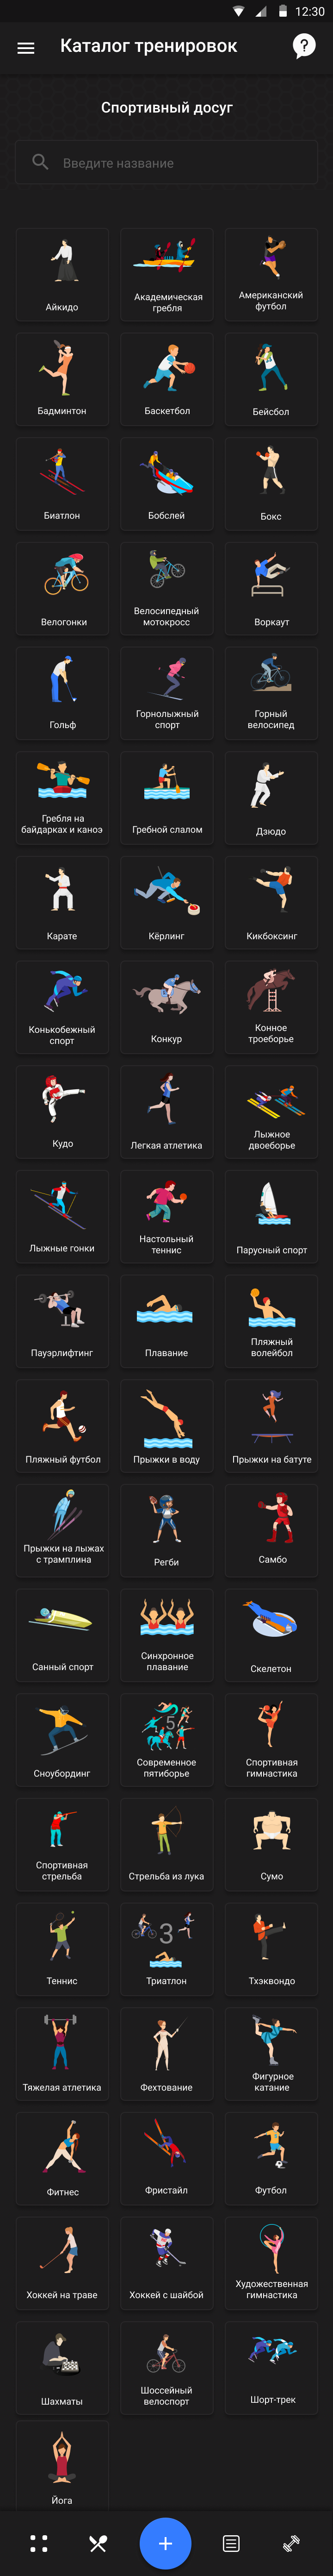 12:30
Каталог тренировок
?
Спортивный досуг
Введите название
Айкидо
Академическая
гребля
Американский
футбол
Бадминтон
Баскетбол
Бейсбол
Биатлон
Бобслей
Бокс
Велогонки
Велосипедный
мотокросс
Воркаут
Гольф
Горнолыжный
спорт
Горный
велосипед
Гребля на
байдарках и каноэ
Гребной слалом
Дзюдо
Карате
Кёрлинг
Кикбоксинг
Конькобежный
спорт
Конкур
Конное
троеборье
Кудо
Легкая атлетика
Лыжное
двоеборье
Лыжные гонки
Настольный
теннис
Парусный спорт
Пауэрлифтинг
Плавание
Пляжный
волейбол
Пляжный футбол
Прыжки в воду
Прыжки на батуте
Прыжки на лыжах
с трамплина
Регби
Самбо
Санный спорт
Синхронное
плавание
Скелетон
Сноубординг
5
Современное
пятиборье
Спортивная
гимнастика
Спортивная
стрельба
Стрельба из лука
Сумо
Теннис
3
Триатлон
Тхэквондо
Тяжелая атлетика
Фехтование
Фигурное
катание
Фитнес
Фристайл
Футбол
Хоккей на траве
Хоккей с шайбой
Художественная
гимнастика
Шахматы
Шоссейный
велоспорт
Шорт-трек
Йога